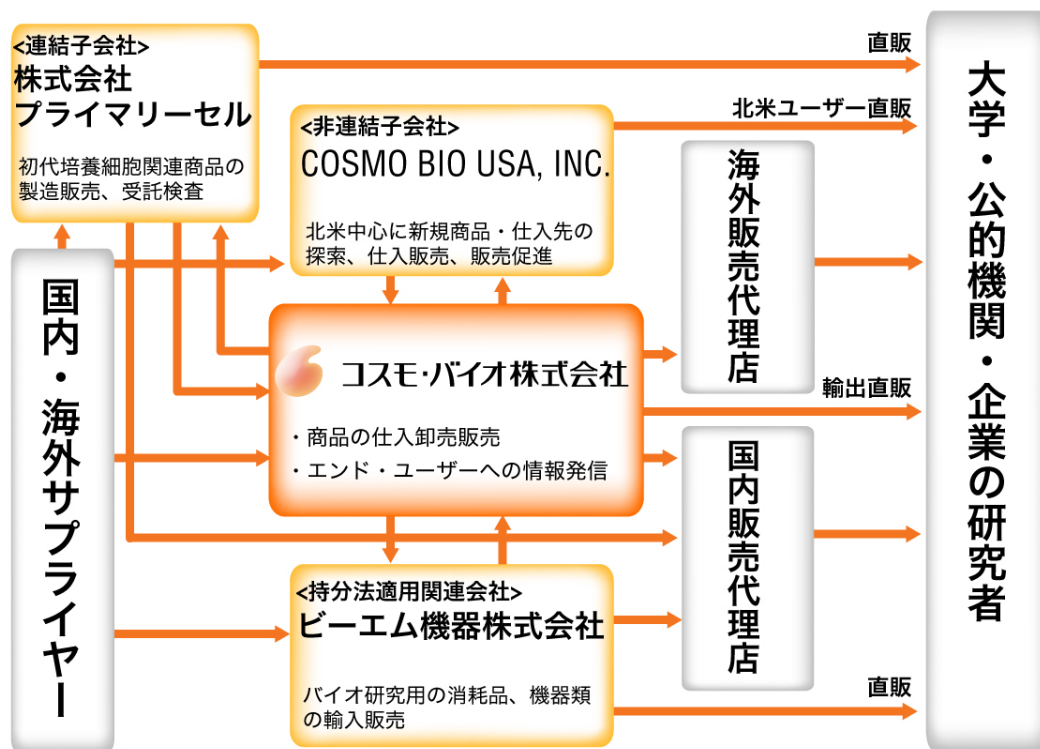 <連結子会社>
株式会社
プライマリーセル
初代培養細胞関連商品の
製造販売、受託検査
直販
<非連結子会社>
COSMO BIO USA, INC.
北米中心に新規商品・仕入先の
探索、仕入販売、販売促進
北米ユーザー直販
海外販売代理店
大学・公的機関・企業の研究者
国内・海外サプライヤー
コスモ・バイオ株式会社
・商品の仕入卸売販売
・エンド・ユーザーへの情報発信
輸出直販
国内販売代理店
<持分法適用関連会社>
ビーエム機器株式会社
バイオ研究用の消耗品、機器類
の輸入販売
直販